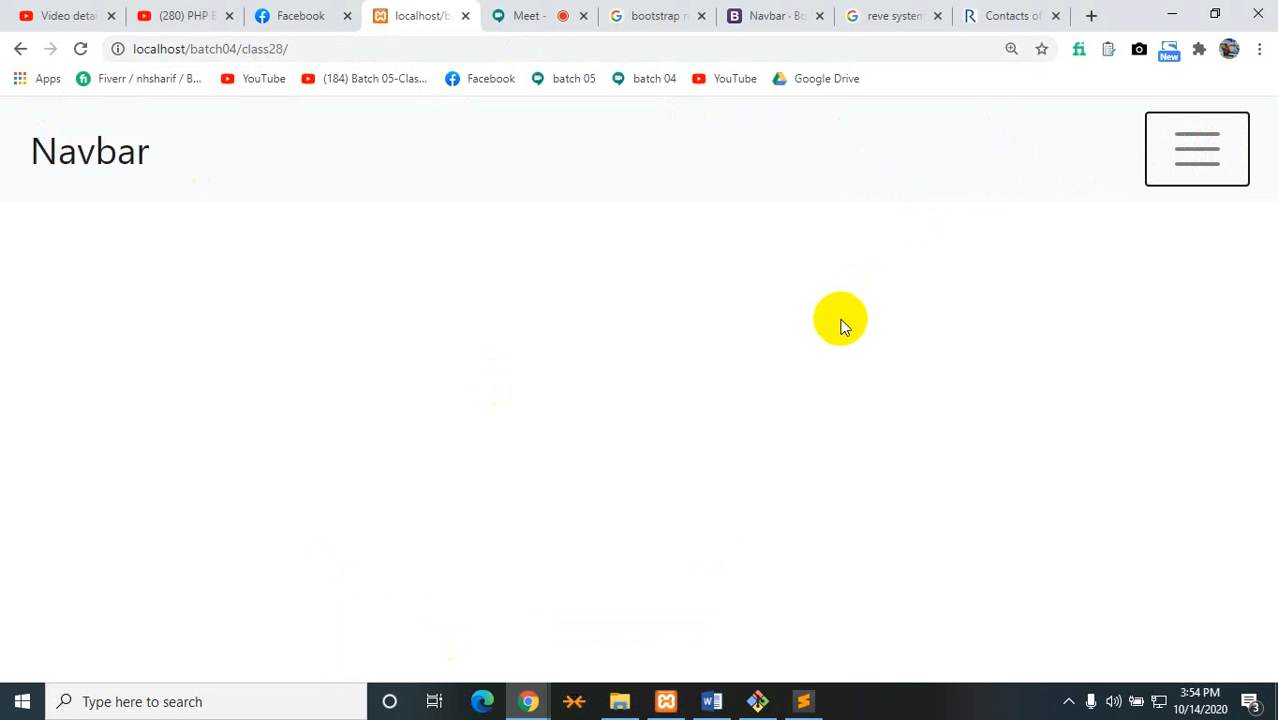 Video deta
(280) PHP B
Facebook
localhost/b
Meet -
bootstrap n
Navbar · Bo
reve system
Contacts of
localhost/batch04/class28/
New
Apps
Fiverr / nhsharif / B...
YouTube
(184) Batch 05-Clas...
Facebook
batch 05
batch 04
YouTube
Google Drive
Navbar
Type here to search
3:54 PM
10/14/2020
3